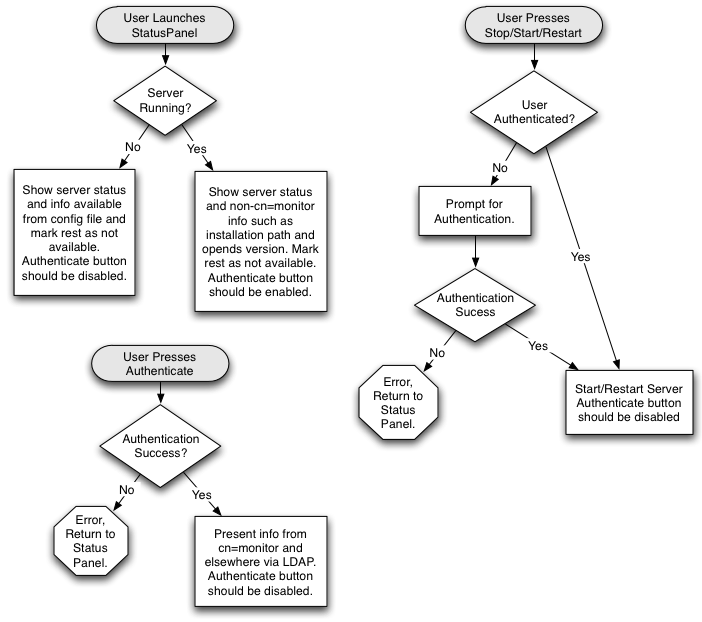 User Launches
StatusPanel
Server
Running?
No
Yes
Show server status
and info available
from config file and
mark rest as not
available.
Authenticate button
should be disabled.
Show server status
and non-cn=monitor
info such as
installation path and
opends version. Mark
rest as not available.
Authenticate button
should be enabled.
User Presses
Authenticate
Authentication
Success?
No
Yes
Error,
Return to
Status
Panel.
Present info from
cn=monitor and
elsewhere via LDAP.
Authenticate button
should be disabled.
User Presses
Stop/Start/Restart
User
Authenticated?
No
Yes
Prompt for
Authentication.
Authentication
Sucess
No
Yes
Error,
Return to
Status
Panel.
Start/Restart Server
Authenticate button
should be disabled